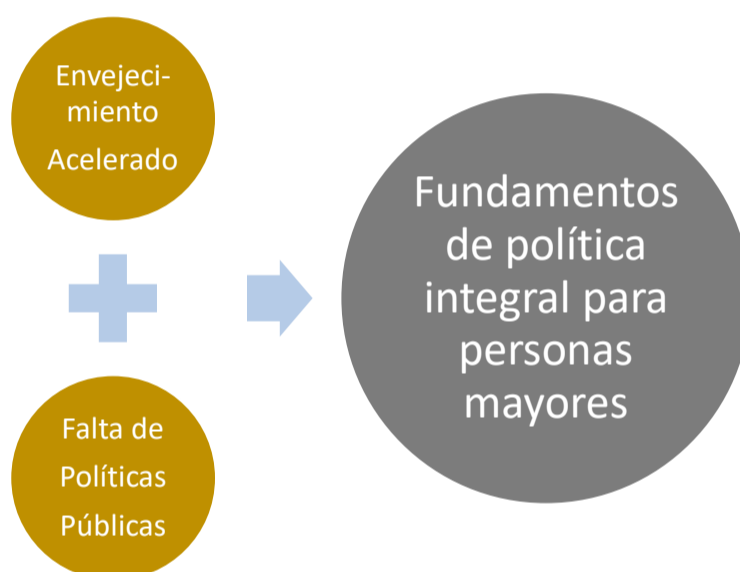 Envejeci-
miento
Acelerado
Falta de
Políticas
Públicas
Fundamentos
de política
integral para
personas
mayores